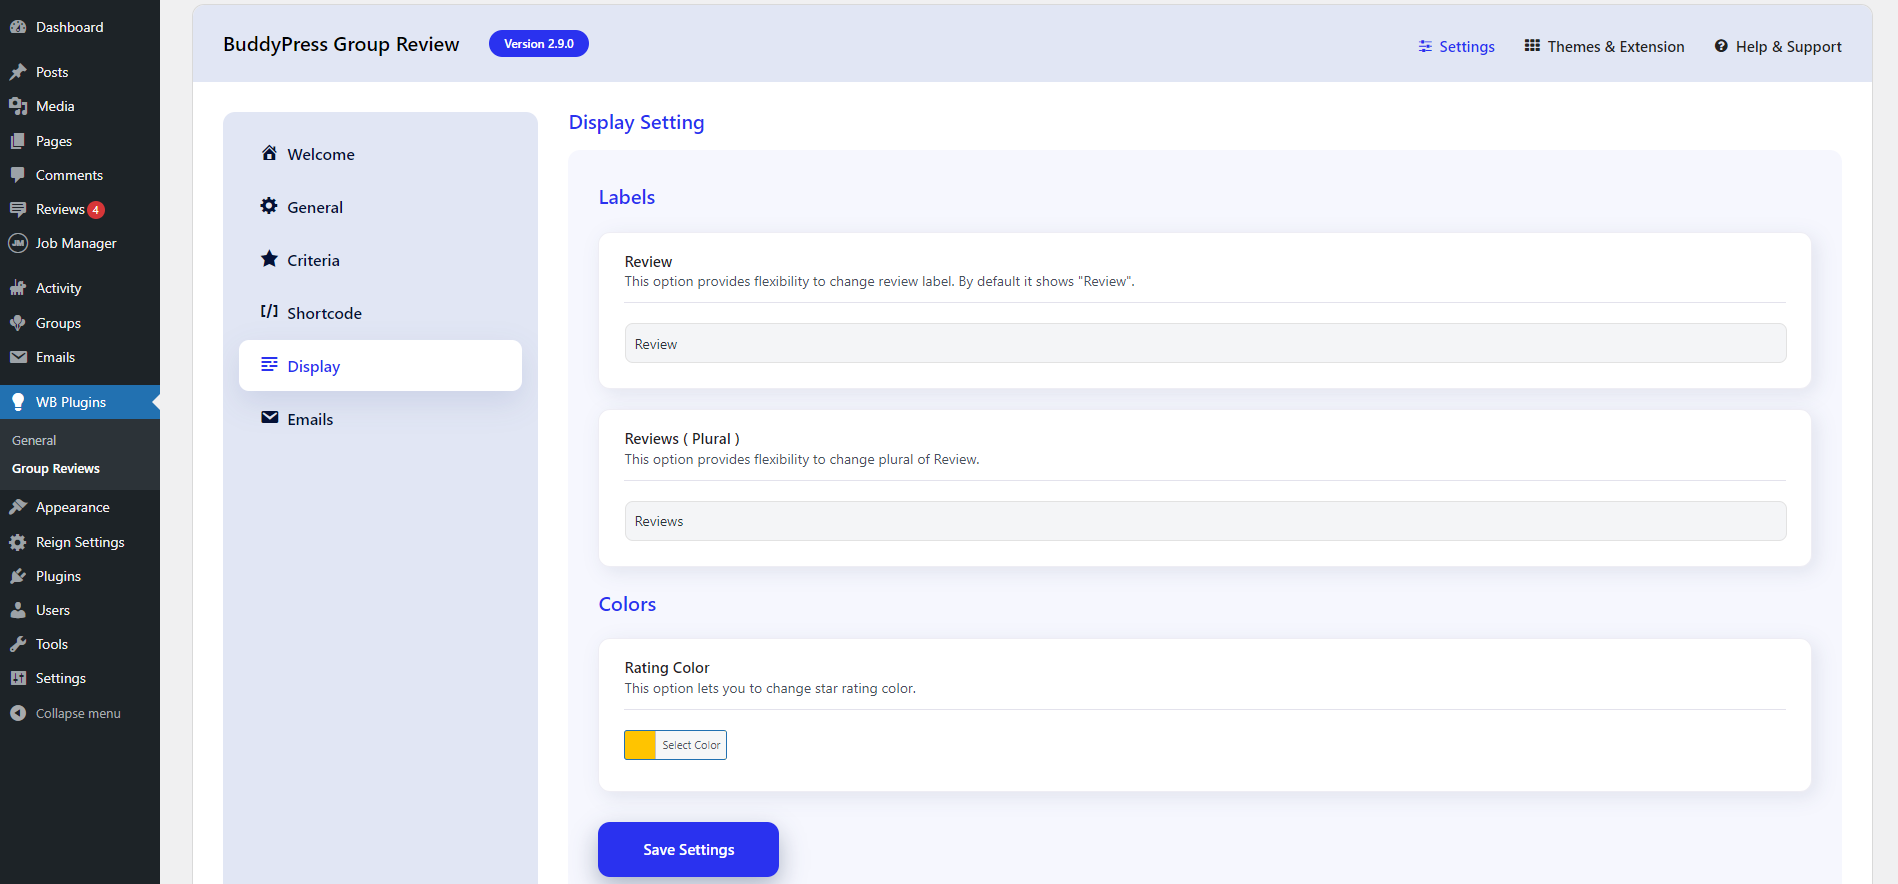 Dashboard
Posts
Media
Pages
Comments
Reviews 4
JM Job Manager
Activity
Groups
Emails
WB Plugins
General
Group Reviews
Appearance
Reign Settings
Plugins
Users
Tools
Settings
Collapse menu
BuddyPress Group Review Version 2.9.0
Settings Themes & Extension Help & Support
Welcome
General
Criteria
[/] Shortcode
Display
Emails
Display Setting
Labels
Review
This option provides flexibility to change review label. By default it shows "Review".
Review
Reviews ( Plural )
This option provides flexibility to change plural of Review.
Reviews
Colors
Rating Color
This option lets you to change star rating color.
Select Color
Save Settings